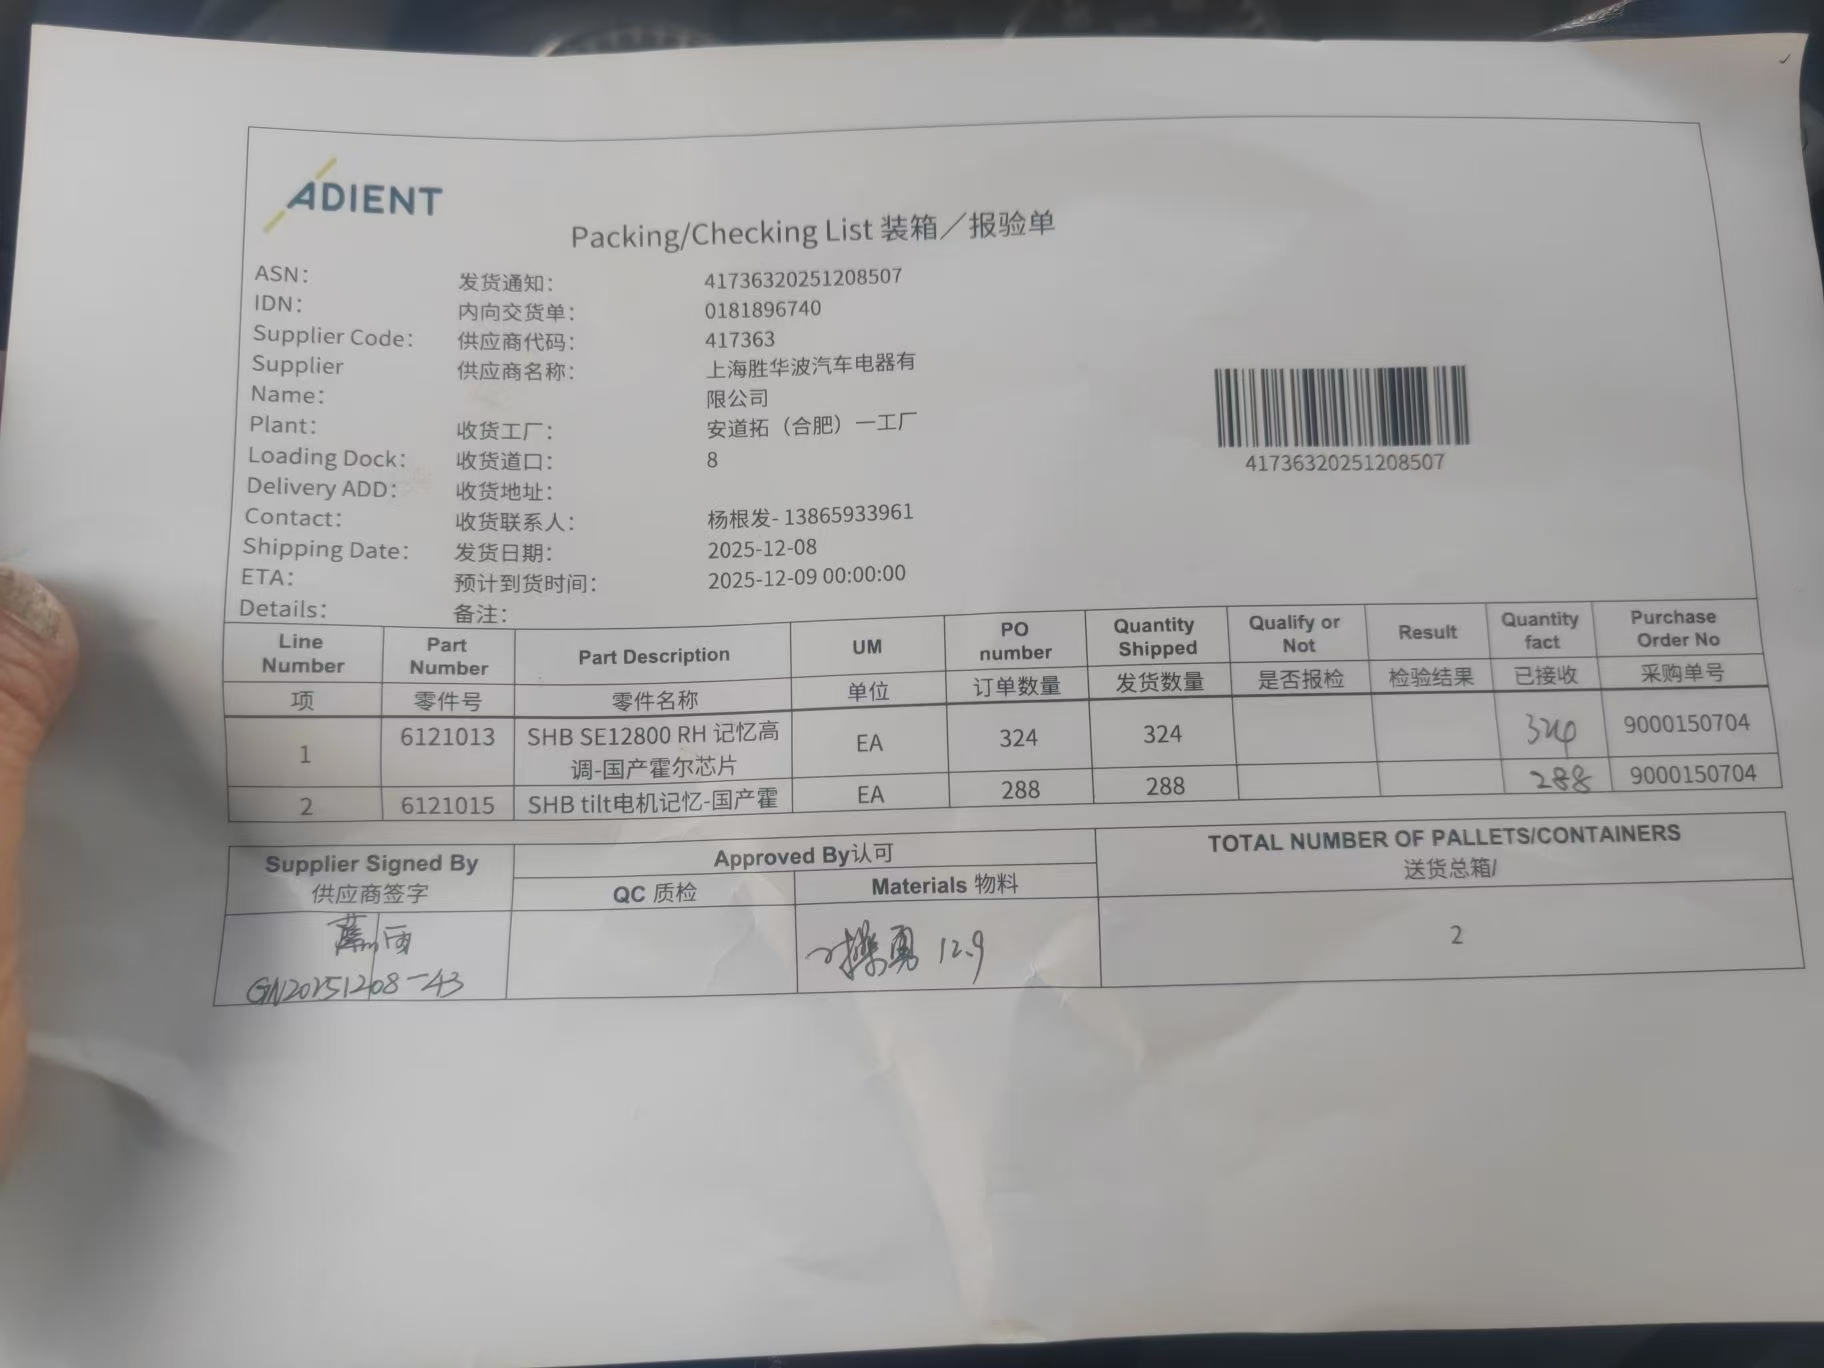 ADIENT
Packing/Checking List 装箱／报验单
ASN： 发货通知： 41736320251208507
IDN： 内向交货单： 0181896740
Supplier Code： 供应商代码： 417363
Supplier 供应商名称： 上海胜华波汽车电器有
Name： 限公司
Plant： 收货工厂： 安道拓（合肥）一工厂
Loading Dock： 收货道口： 8
Delivery ADD： 收货地址：
Contact： 收货联系人： 杨根发- 13865933961
Shipping Date： 发货日期： 2025-12-08
ETA： 预计到货时间： 2025-12-09 00:00:00
Details： 备注：
41736320251208507
Line Number Part Number Part Description UM PO number Quantity Shipped Qualify or Not Result Quantity fact Purchase Order No
项 零件号 零件名称 单位 订单数量 发货数量 是否报检 检验结果 已接收 采购单号
1 6121013 SHB SE12800 RH 记忆高 EA 324 324 324 9000150704
调-国产霍尔芯片
2 6121015 SHB tilt电机记忆-国产霍 EA 288 288 288 9000150704
Supplier Signed By Approved By认可 TOTAL NUMBER OF PALLETS/CONTAINERS
供应商签字 QC 质检 Materials 物料 送货总箱/
12.9 2
GN20251208-43